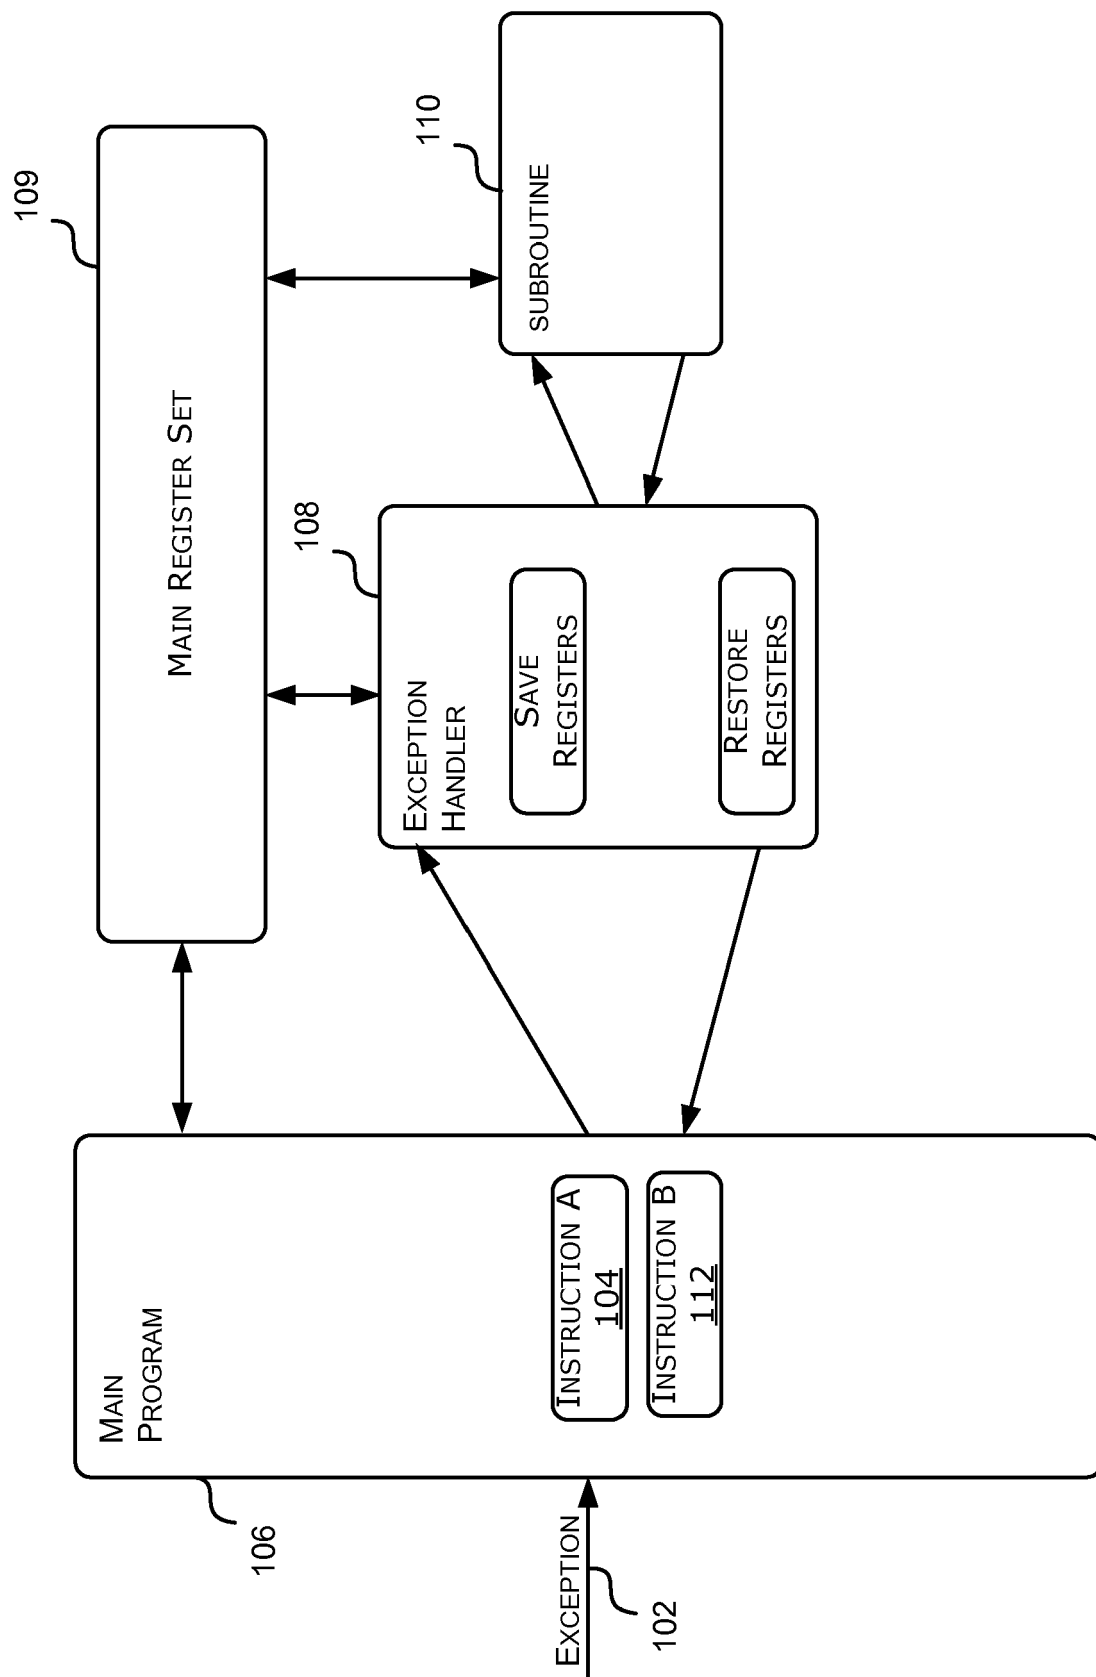 109
MAIN REGISTER SET
110
SUBROUTINE
108
EXCEPTION
HANDLER
SAVE
REGISTERS
RESTORE
REGISTERS
MAIN
PROGRAM
INSTRUCTION A
104
INSTRUCTION B
112
106
EXCEPTION
102